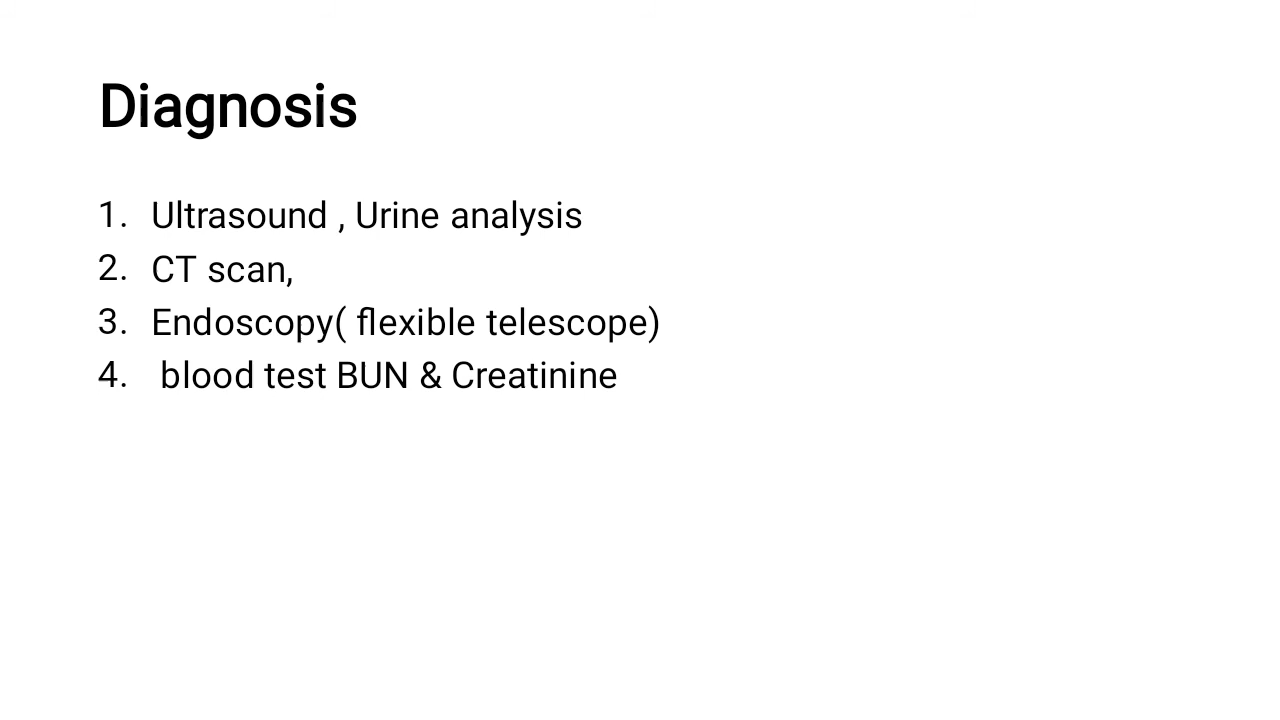 Diagnosis
1. Ultrasound , Urine analysis
2. CT scan,
3. Endoscopy( flexible telescope)
4. blood test BUN & Creatinine